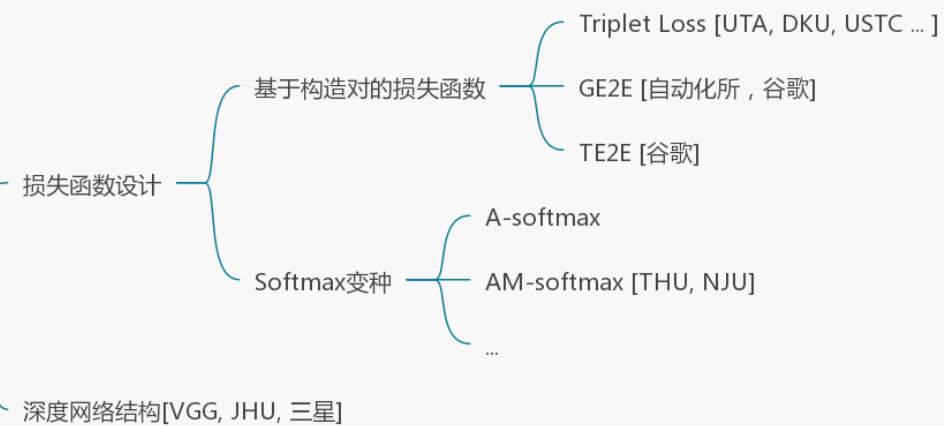 Triplet Loss [UTA, DKU, USTC ... ]
基于构造对的损失函数
GE2E [自动化所，谷歌]
TE2E [谷歌]
损失函数设计
A-softmax
Softmax变种
AM-softmax [THU, NJU]
...
深度网络结构[VGG, JHU, 三星]